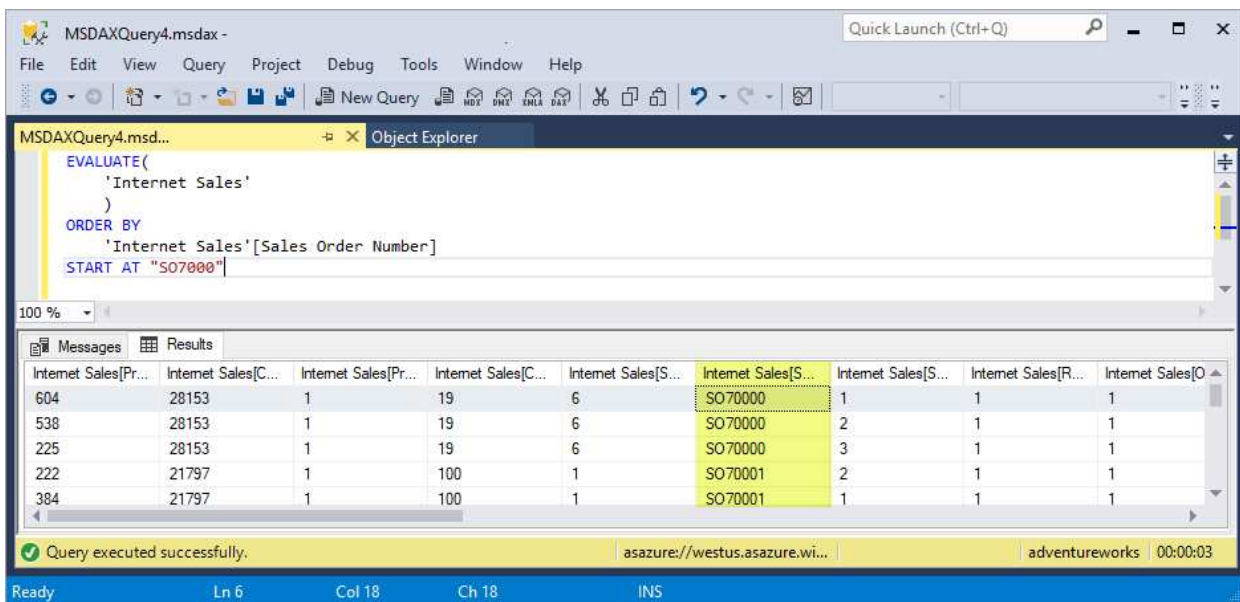 MSDAXQuery4.msdax -
Quick Launch (Ctrl+Q)
File Edit View Query Project Debug Tools Window Help
New Query MDX DMX XMLA DAX
MSDAXQuery4.msd... Object Explorer
EVALUATE(
'Internet Sales'
)
ORDER BY
'Internet Sales'[Sales Order Number]
START AT "SO7000"
100 %
Messages Results
Internet Sales[Pr... Internet Sales[C... Internet Sales[Pr... Internet Sales[C... Internet Sales[S... Internet Sales[S... Internet Sales[S... Internet Sales[R... Internet Sales[O
604 28153 1 19 6 SO70000 1 1 1
538 28153 1 19 6 SO70000 2 1 1
225 28153 1 19 6 SO70000 3 1 1
222 21797 1 100 1 SO70001 2 1 1
384 21797 1 100 1 SO70001 1 1 1
Query executed successfully. asazure://westus.asazure.wi... adventureworks 00:00:03
Ready Ln 6 Col 18 Ch 18 INS